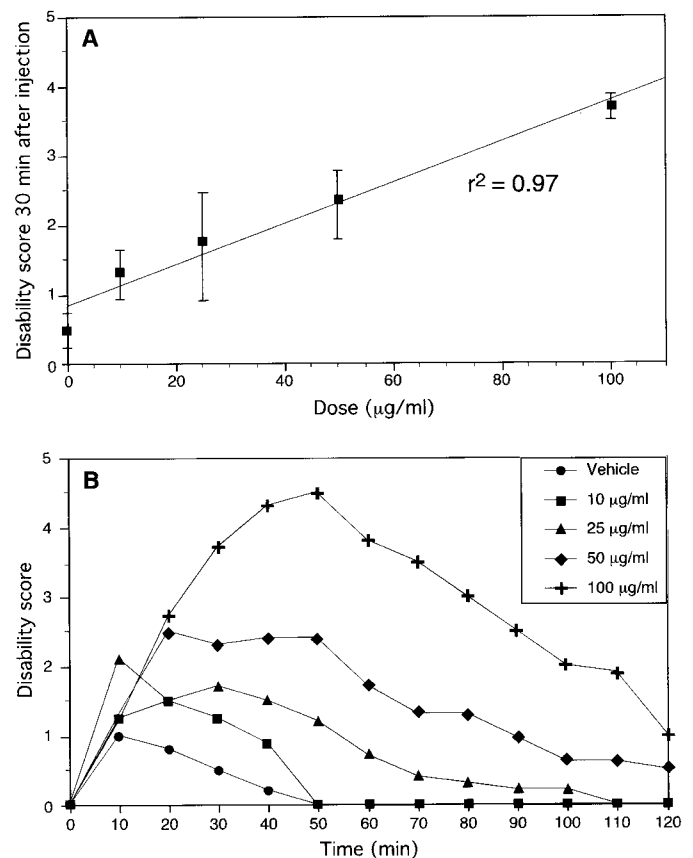 A
Disability score 30 min after injection
5
4
3
2
1
0
r² = 0.97
0 20 40 60 80 100
Dose (µg/ml)
B
Disability score
5
4
3
2
1
0
Vehicle
10 µg/ml
25 µg/ml
50 µg/ml
100 µg/ml
0 10 20 30 40 50 60 70 80 90 100 110 120
Time (min)